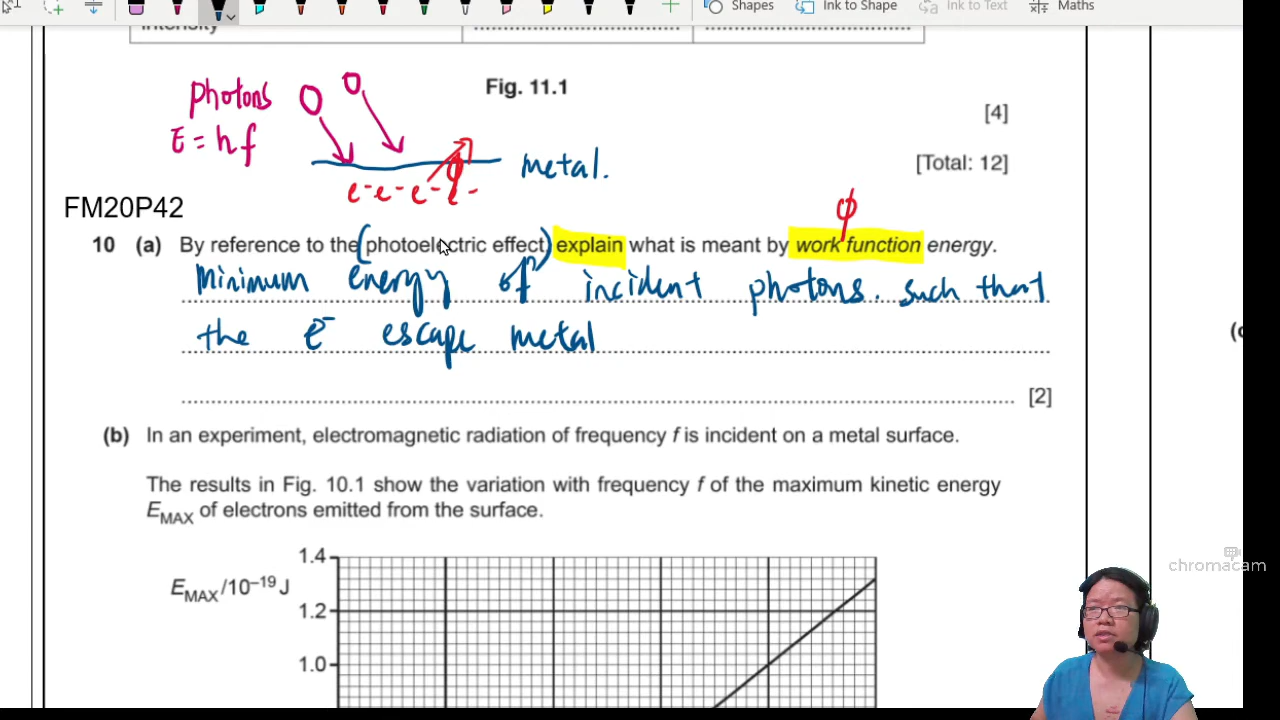 Shapes Ink to Shape Ink to Text Maths
intensity
Fig. 11.1
[4]
[Total: 12]
photons
E = hf
metal.
e- e- e- e-
ϕ
FM20P42
ϕ
10 (a) By reference to the (photoelectric effect) explain what is meant by work function energy.
Minimum energy of incident photons. such that
the e- escape metal
[2]
(b) In an experiment, electromagnetic radiation of frequency f is incident on a metal surface.
The results in Fig. 10.1 show the variation with frequency f of the maximum kinetic energy
EMAX of electrons emitted from the surface.
1.4
EMAX/10–19 J
1.2
1.0
chromacam